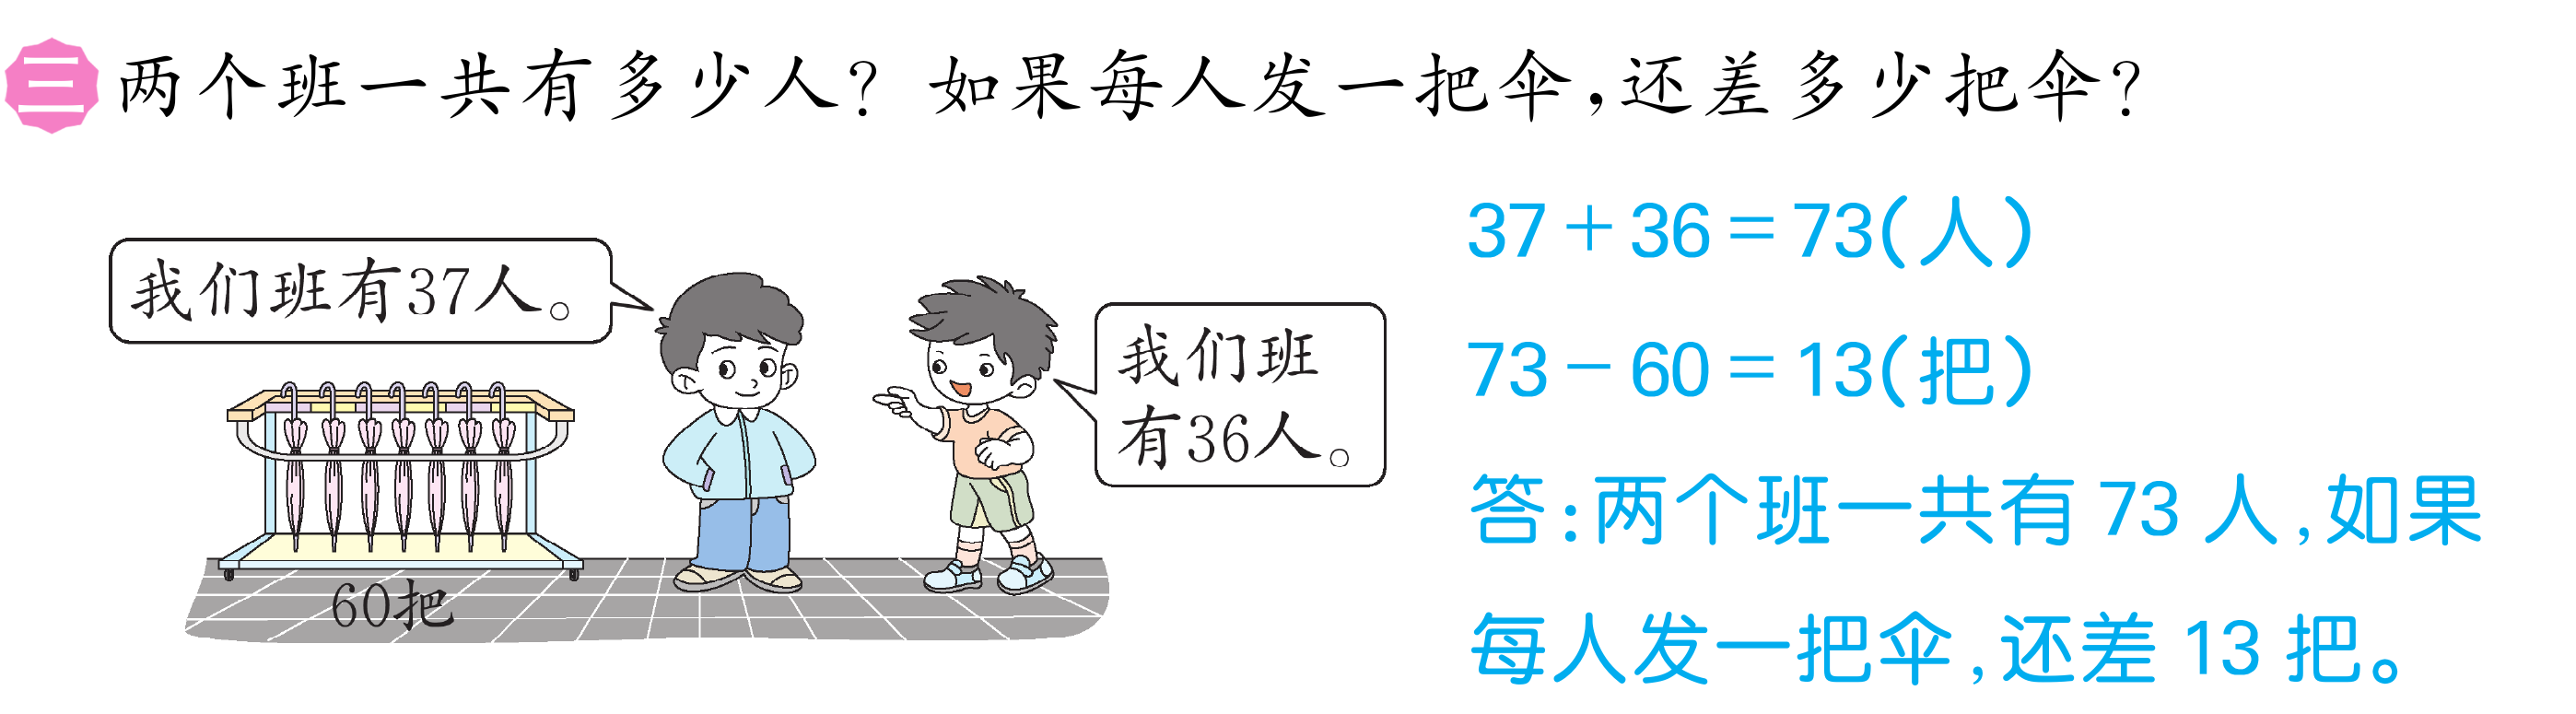 三 两个班一共有多少人？如果每人发一把伞,还差多少把伞？
我们班有37人。
我们班
有36人。
60把
37+36=73(人)
73-60=13(把)
答:两个班一共有73人,如果
每人发一把伞,还差13把。